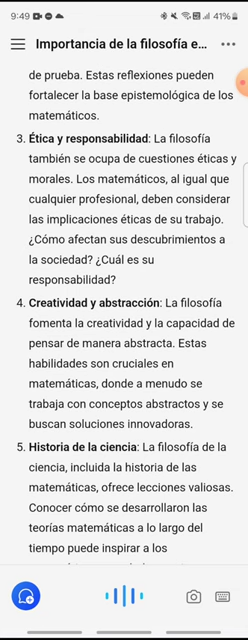 9:49
41%
Importancia de la filosofía e...
de prueba. Estas reflexiones pueden
fortalecer la base epistemológica de los
matemáticos.
3. Ética y responsabilidad: La filosofía
también se ocupa de cuestiones éticas y
morales. Los matemáticos, al igual que
cualquier profesional, deben considerar
las implicaciones éticas de su trabajo.
¿Cómo afectan sus descubrimientos a
la sociedad? ¿Cuál es su
responsabilidad?
4. Creatividad y abstracción: La filosofía
fomenta la creatividad y la capacidad de
pensar de manera abstracta. Estas
habilidades son cruciales en
matemáticas, donde a menudo se
trabaja con conceptos abstractos y se
buscan soluciones innovadoras.
5. Historia de la ciencia: La filosofía de la
ciencia, incluida la historia de las
matemáticas, ofrece lecciones valiosas.
Conocer cómo se desarrollaron las
teorías matemáticas a lo largo del
tiempo puede inspirar a los